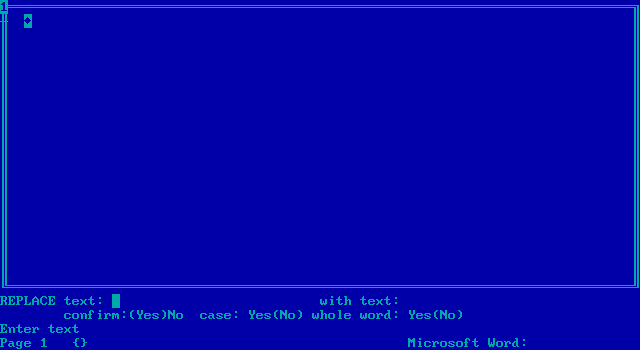 1
REPLACE text: with text:
confirm:(Yes)No case: Yes(No) whole word: Yes(No)
Enter text
Page 1 {} Microsoft Word: